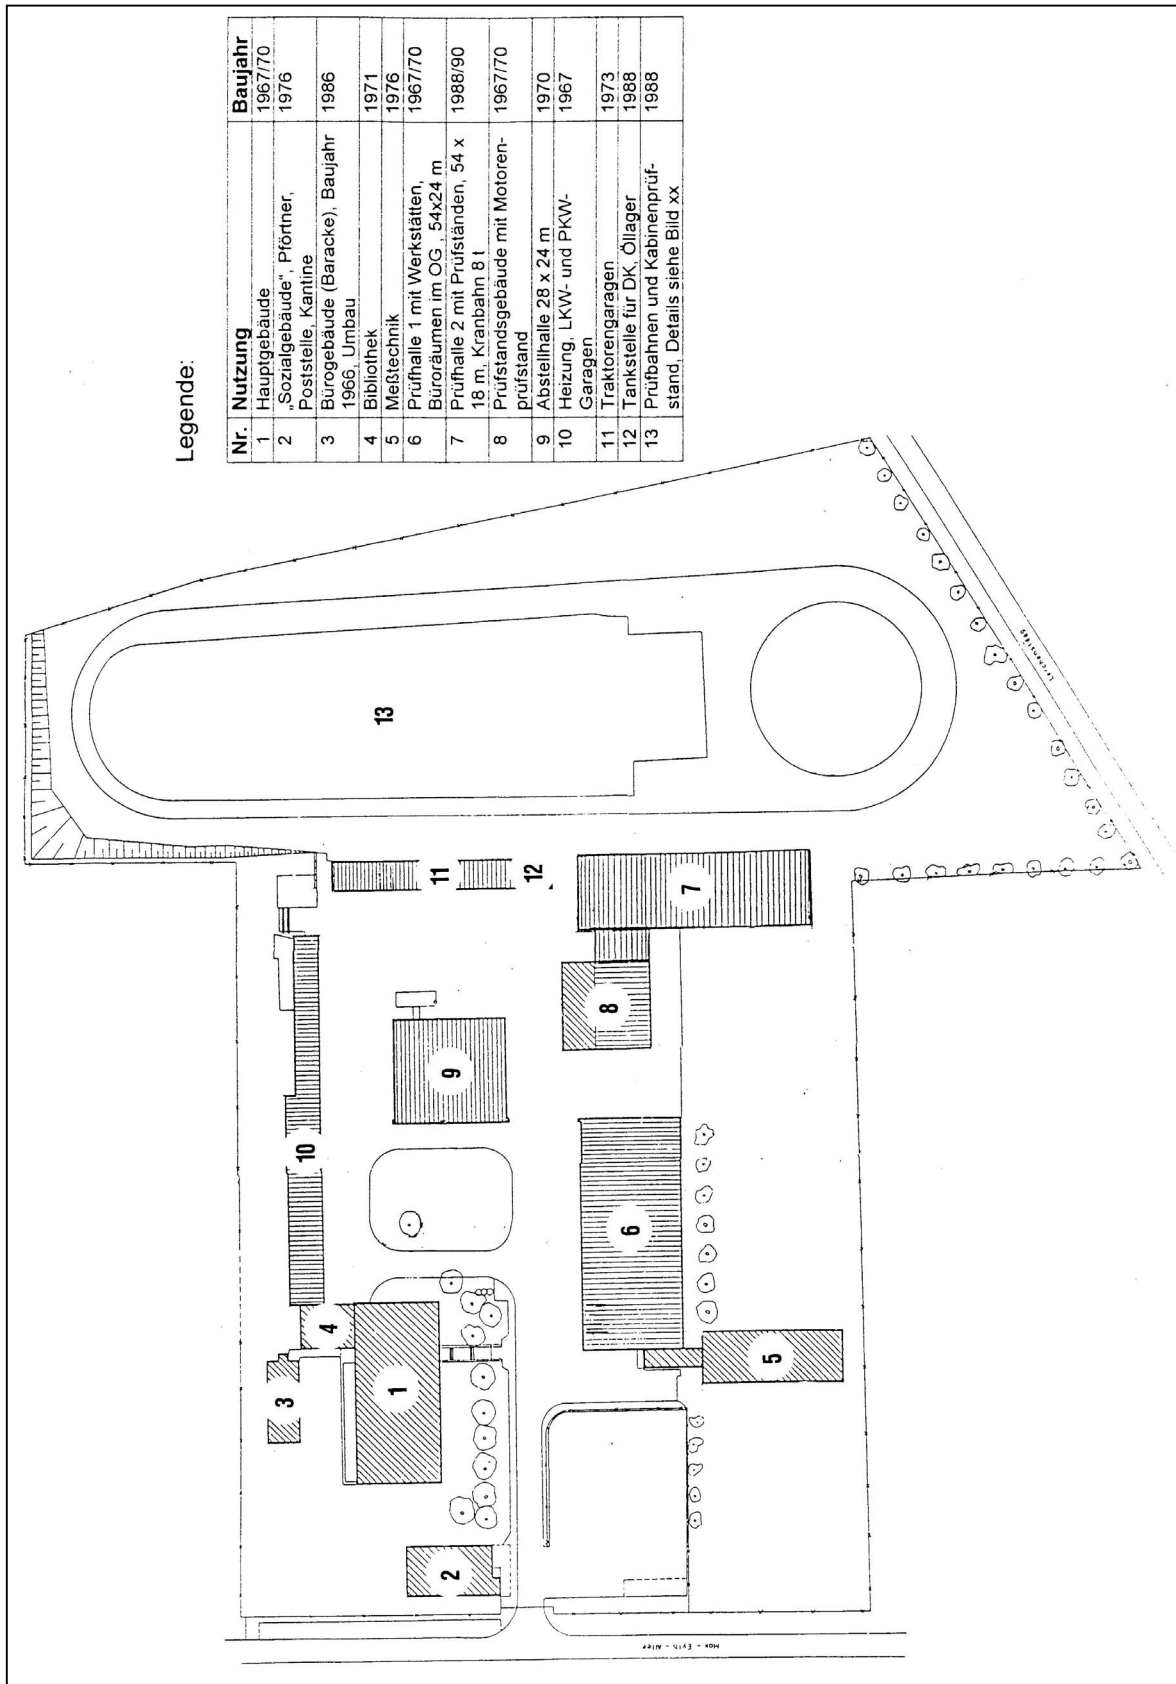 Legende:
Nr. Nutzung Baujahr
1 Hauptgebäude 1967/70
2 „Sozialgebäude“, Pförtner, 1976
Poststelle, Kantine
3 Bürogebäude (Baracke), Baujahr 1986
1966, Umbau
4 Bibliothek 1971
5 Meßtechnik 1976
6 Prüfhalle 1 mit Werkstätten, 1967/70
Büroräumen im OG , 54x24 m
7 Prüfhalle 2 mit Prüfständen, 54 x 1988/90
18 m, Kranbahn 8 t
8 Prüfstandsgebäude mit Motoren- 1967/70
prüfstand
9 Abstellhalle 28 x 24 m 1970
10 Heizung, LKW- und PKW- 1967
Garagen
11 Traktorengaragen 1973
12 Tankstelle für DK, Öllager 1988
13 Prüfbahnen und Kabinenprüf- 1988
stand, Details siehe Bild xx
3
4
10
1
2
9
11
12
13
6
8
7
5
Max - Eyth - Allee
Lerchensteig